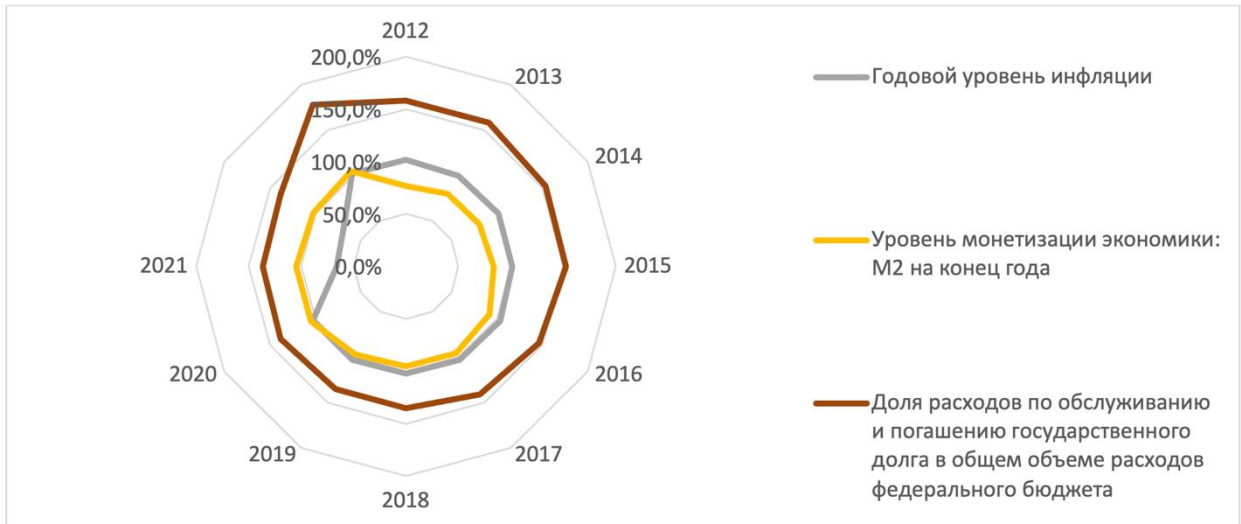 2012
200,0%
2013
150,0%
2014
100,0%
50,0%
2021
0,0%
2015
2020
2016
2019
2017
2018
Годовой уровень инфляции
Уровень монетизации экономики:
М2 на конец года
Доля расходов по обслуживанию
и погашению государственного
долга в общем объеме расходов
федерального бюджета